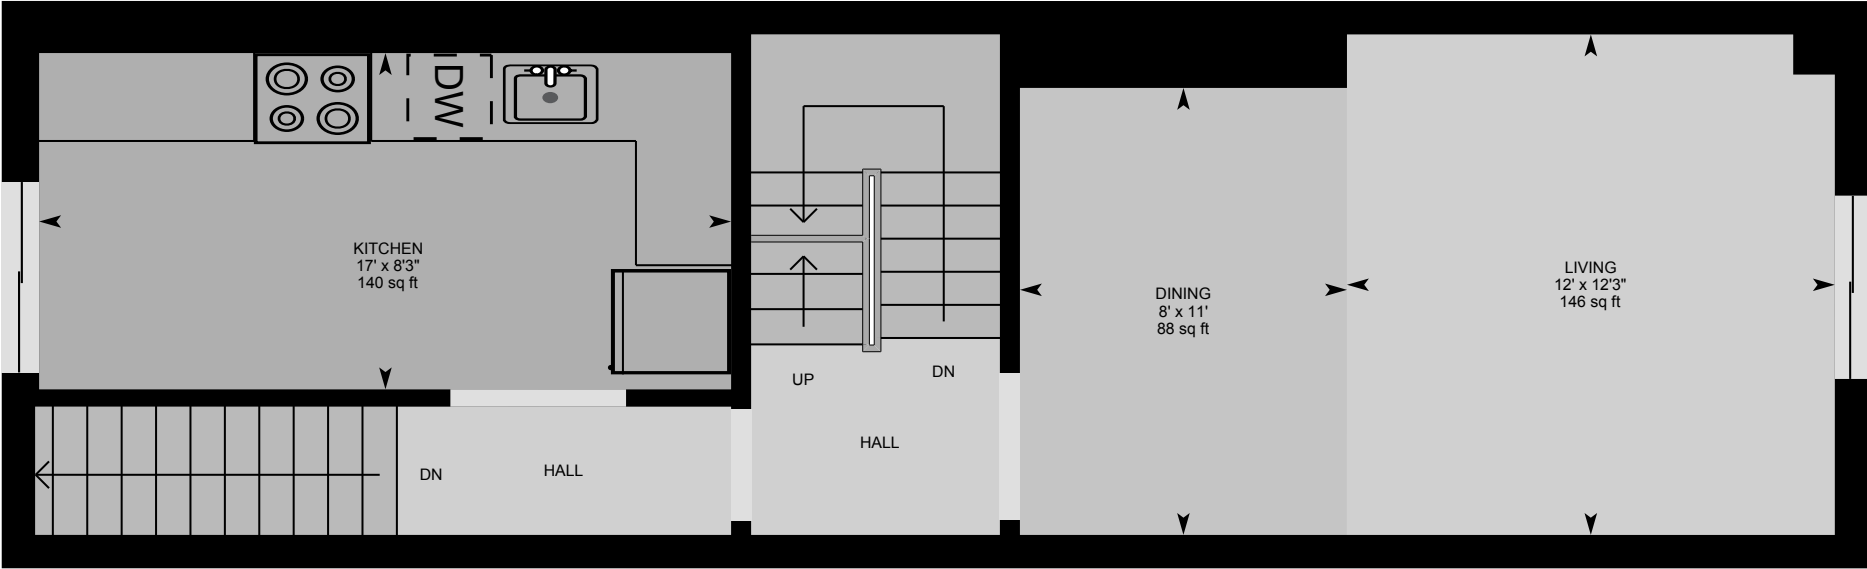 DW
KITCHEN
17' x 8'3"
140 sq ft
DN
HALL
UP
DN
HALL
DINING
8' x 11'
88 sq ft
LIVING
12' x 12'3"
146 sq ft